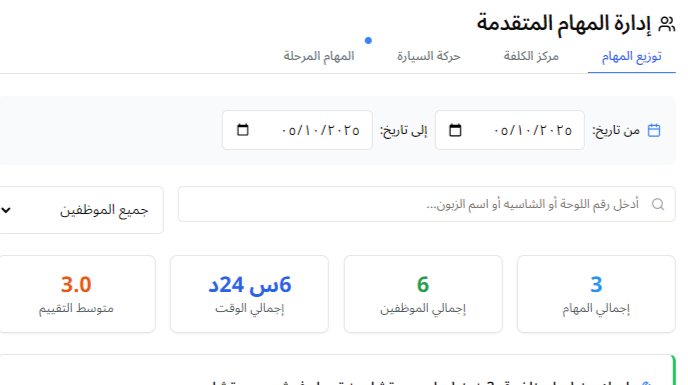 إدارة المهام المتقدمة
توزيع المهام مركز الكلفة حركة السيارة المهام المرحلة
من تاريخ: ٠٥/١٠/٢٠٢٥ إلى تاريخ: ٠٥/١٠/٢٠٢٥
أدخل رقم اللوحة أو الشاسيه أو اسم الزبون... جميع الموظفين
3 6 6س 24د 3.0
إجمالي المهام إجمالي الموظفين إجمالي الوقت متوسط التقييم